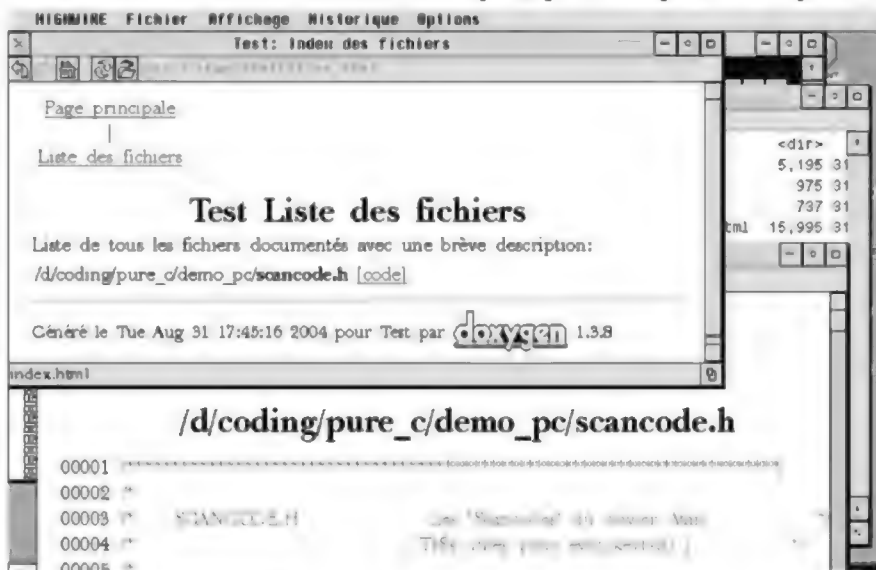 HIGHWIRE Fichier Affichage Historique Options
Test: Index des fichiers
Page principale
|
Liste des fichiers
Test Liste des fichiers
Liste de tous les fichiers documentés avec une brève description:
/d/coding/pure_c/demo_pc/scancode.h [code]
Généré le Tue Aug 31 17:45:16 2004 pour Test par doxygen 1.3.8
index.html
<dir>
5,195 31
975 31
737 31
tml 15,995 31
/d/coding/pure_c/demo_pc/scancode.h
00001
00002 /*
00003 /* SCANCODE.H
00004 /*
00005 /*